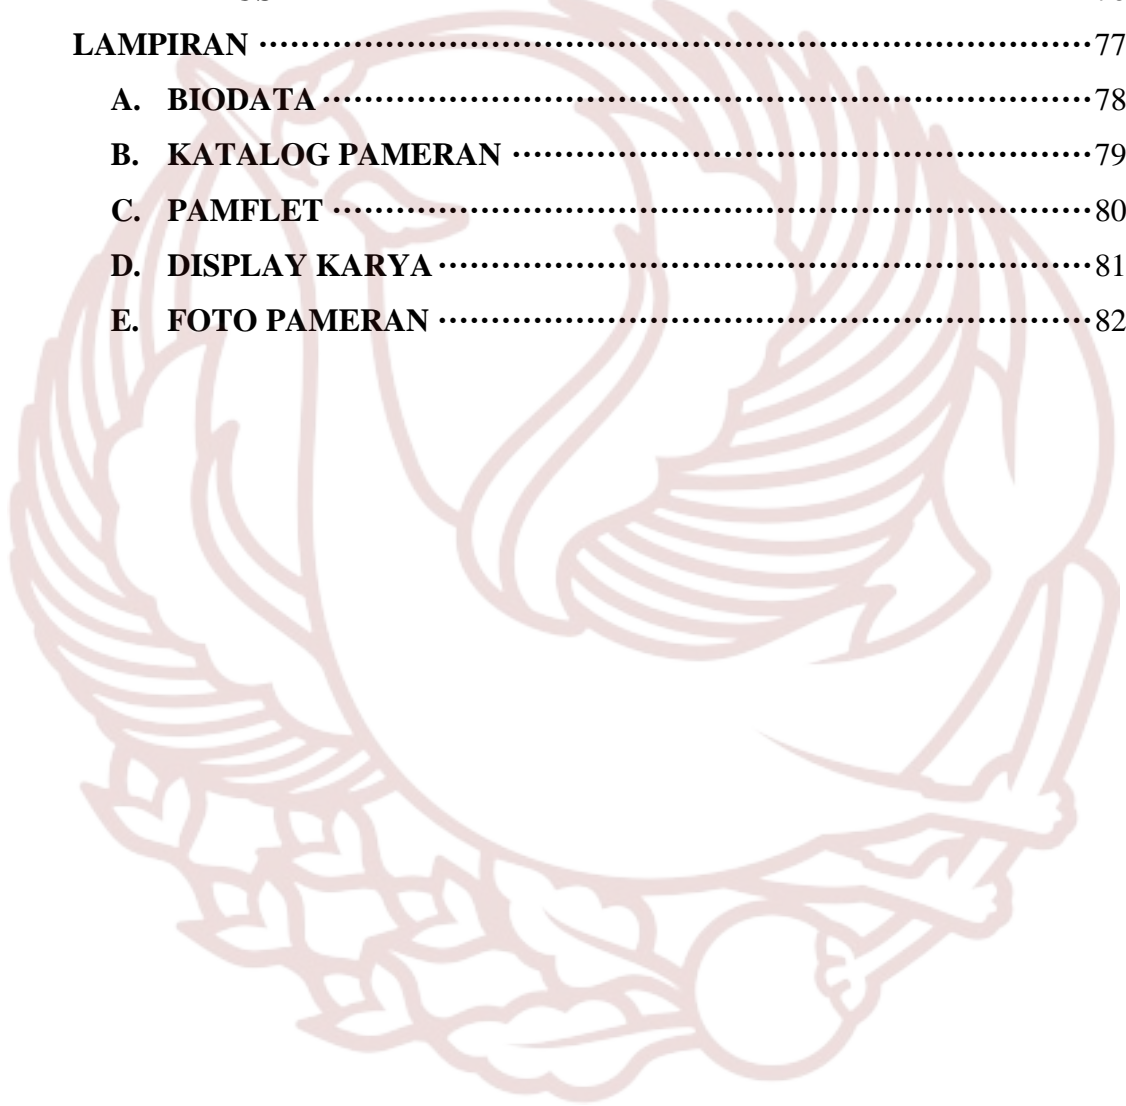 LAMPIRAN ········································································ 77
A. BIODATA ········································································ 78
B. KATALOG PAMERAN ········································································ 79
C. PAMFLET ········································································ 80
D. DISPLAY KARYA ········································································ 81
E. FOTO PAMERAN ········································································ 82